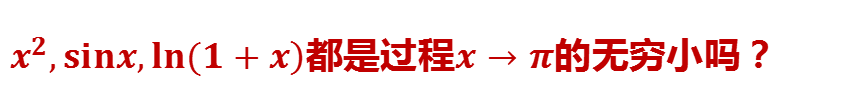 x², sinx, ln(1 + x)都是过程x → π的无穷小吗？